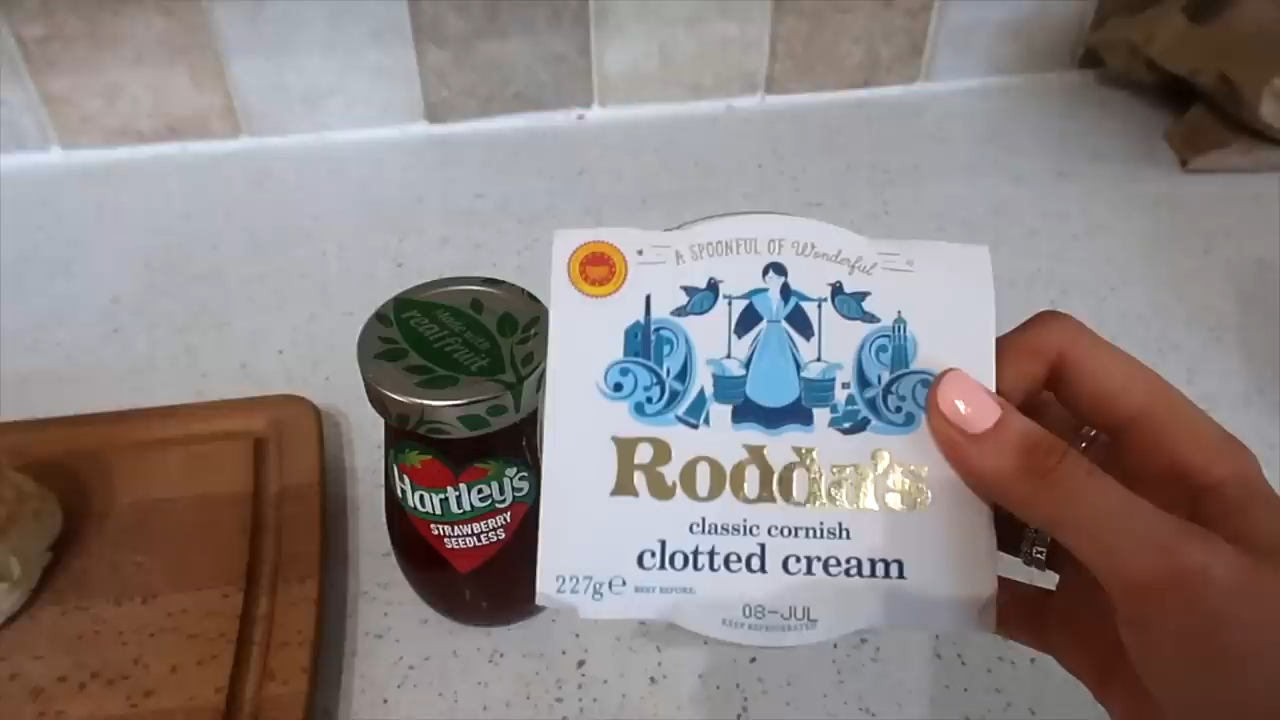 A SPOONFUL OF Wonderful
Rodda's
classic cornish
clotted cream
227g℮ BEST BEFORE:
08-JUL
KEEP REFRIGERATED
Made with
real fruit
Hartley's
STRAWBERRY
SEEDLESS